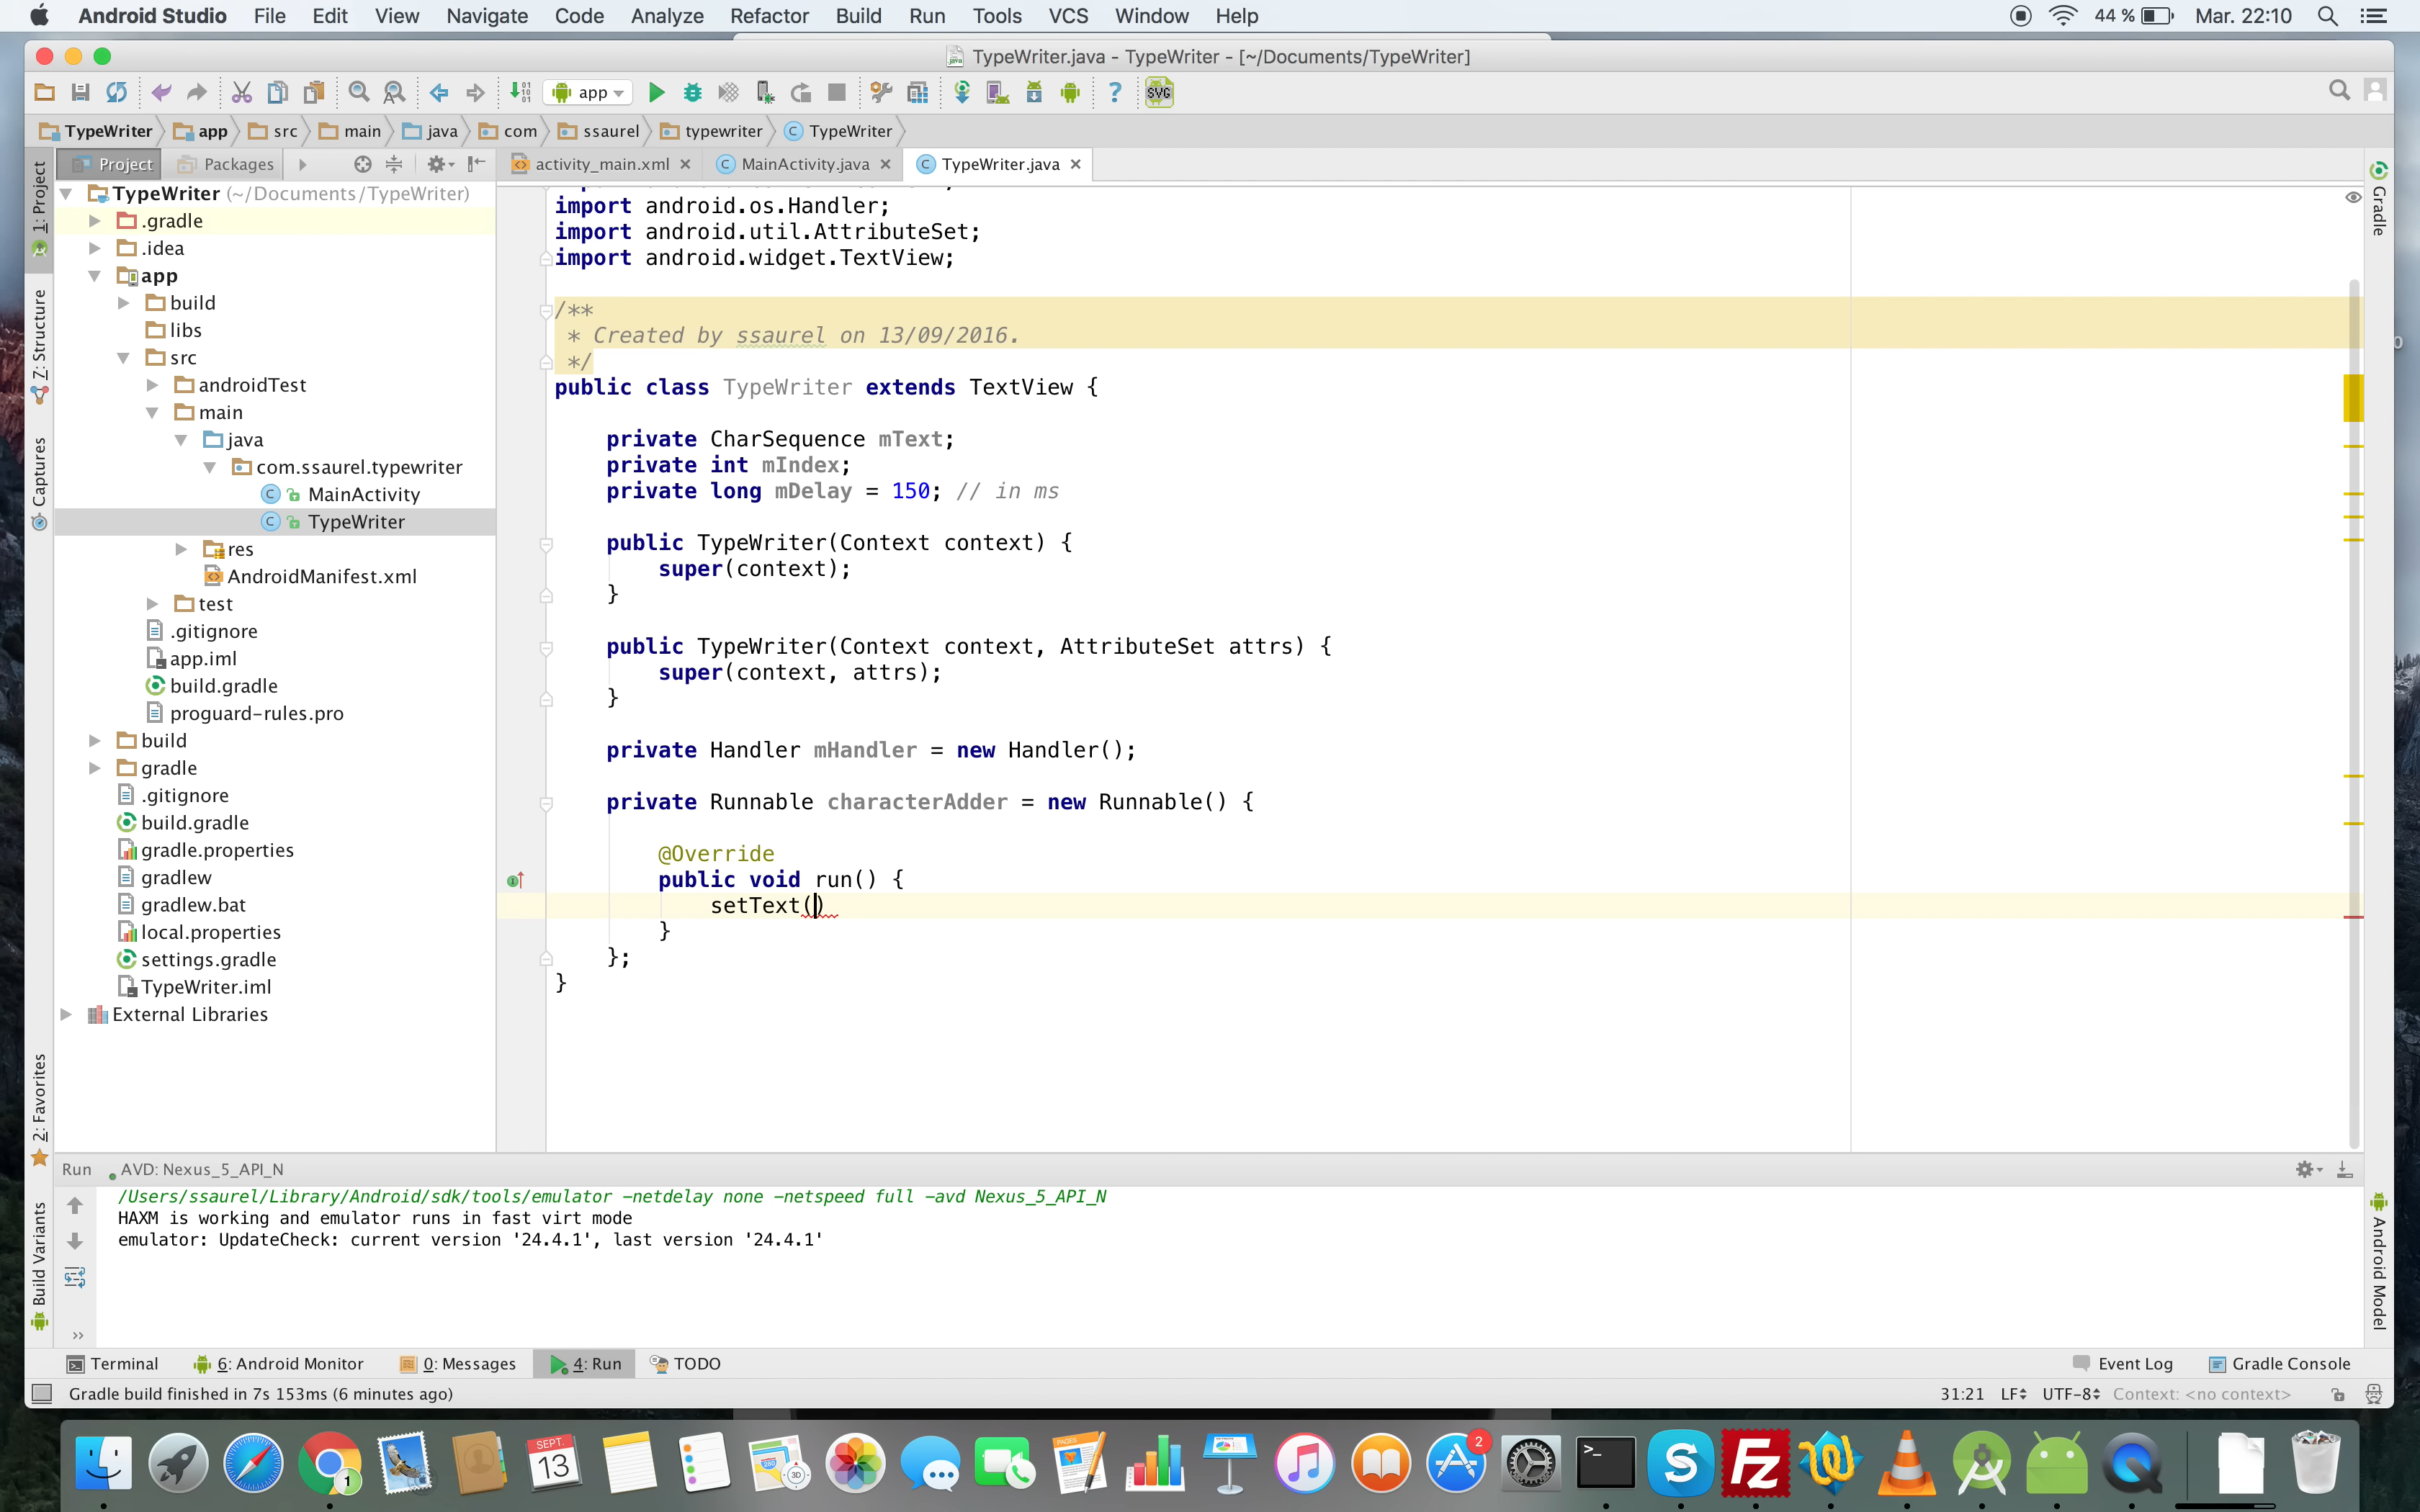 Android Studio File Edit View Navigate Code Analyze Refactor Build Run Tools VCS Window Help 44 % Mar. 22:10
TypeWriter.java - TypeWriter - [~/Documents/TypeWriter]
app SVG
TypeWriter app src main java com ssaurel typewriter TypeWriter
Project Packages activity_main.xml MainActivity.java TypeWriter.java
1: Project
7: Structure
Captures
2: Favorites
Build Variants
TypeWriter (~/Documents/TypeWriter)
.gradle
.idea
app
build
libs
src
androidTest
main
java
com.ssaurel.typewriter
MainActivity
TypeWriter
res
AndroidManifest.xml
test
.gitignore
app.iml
build.gradle
proguard-rules.pro
build
gradle
.gitignore
build.gradle
gradle.properties
gradlew
gradlew.bat
local.properties
settings.gradle
TypeWriter.iml
External Libraries
import android.os.Handler;
import android.util.AttributeSet;
import android.widget.TextView;
/**
* Created by ssaurel on 13/09/2016.
*/
public class TypeWriter extends TextView {
private CharSequence mText;
private int mIndex;
private long mDelay = 150; // in ms
public TypeWriter(Context context) {
super(context);
}
public TypeWriter(Context context, AttributeSet attrs) {
super(context, attrs);
}
private Handler mHandler = new Handler();
private Runnable characterAdder = new Runnable() {
@Override
public void run() {
setText()
}
};
}
Gradle
Android Model
Run AVD: Nexus_5_API_N
/Users/ssaurel/Library/Android/sdk/tools/emulator -netdelay none -netspeed full -avd Nexus_5_API_N
HAXM is working and emulator runs in fast virt mode
emulator: UpdateCheck: current version '24.4.1', last version '24.4.1'
Terminal 6: Android Monitor 0: Messages 4: Run TODO Event Log Gradle Console
Gradle build finished in 7s 153ms (6 minutes ago) 31:21 LF UTF-8 Context: <no context>
1 SEPT. 13 3D PAGES 2 >_ S Fz